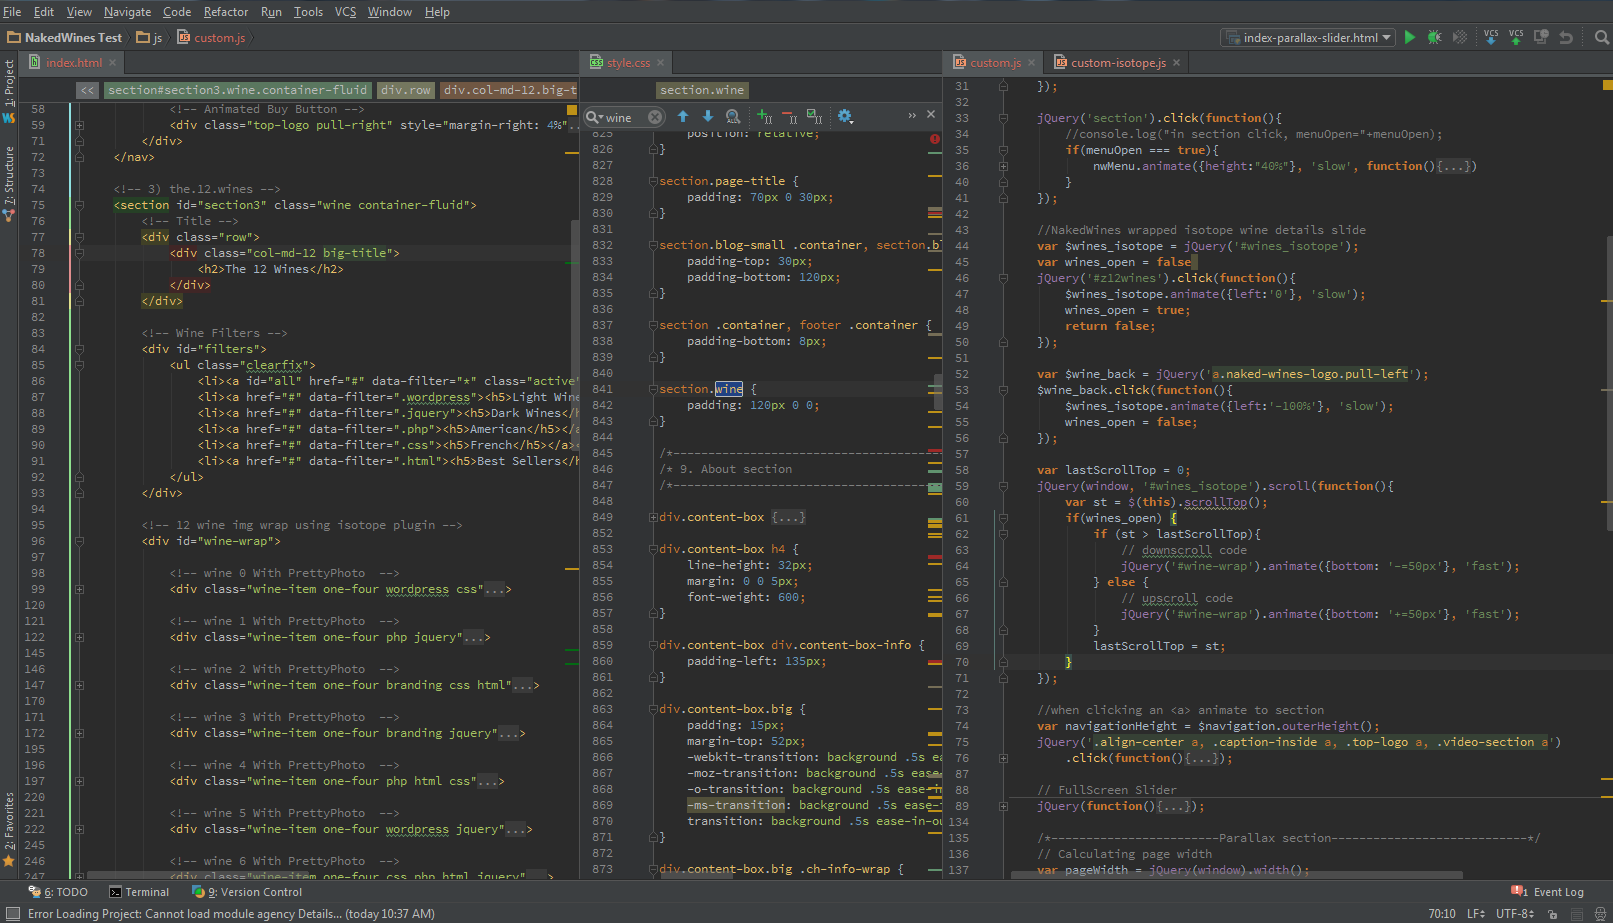 File Edit View Navigate Code Refactor Run Tools VCS Window Help
NakedWines Test js custom.js index-parallax-slider.html VCS VCS
1: Project
7: Structure
2: Favorites
index.html
<< section#section3.wine.container-fluid div.row div.col-md-12.big-t
58 <!-- Animated Buy Button -->
59 <div class="top-logo pull-right" style="margin-right: 4%"...
71 </div>
72 </nav>
73
74 <!-- 3) the.12.wines -->
75 <section id="section3" class="wine container-fluid">
76 <!-- Title -->
77 <div class="row">
78 <div class="col-md-12 big-title">
79 <h2>The 12 Wines</h2>
80 </div>
81 </div>
82
83 <!-- Wine Filters -->
84 <div id="filters">
85 <ul class="clearfix">
86 <li><a id="all" href="#" data-filter="*" class="active"
87 <li><a href="#" data-filter=".wordpress"><h5>Light Wine
88 <li><a href="#" data-filter=".jquery"><h5>Dark Wines</h
89 <li><a href="#" data-filter=".php"><h5>American</h5></a
90 <li><a href="#" data-filter=".css"><h5>French</h5></a><
91 <li><a href="#" data-filter=".html"><h5>Best Sellers</h
92 </ul>
93 </div>
94
95 <!-- 12 wine img wrap using isotope plugin -->
96 <div id="wine-wrap">
97
98 <!-- wine 0 With PrettyPhoto -->
99 <div class="wine-item one-four wordpress css"...>
120
121 <!-- wine 1 With PrettyPhoto -->
122 <div class="wine-item one-four php jquery"...>
145
146 <!-- wine 2 With PrettyPhoto -->
147 <div class="wine-item one-four branding css html"...>
170
171 <!-- wine 3 With PrettyPhoto -->
172 <div class="wine-item one-four branding jquery"...>
195
196 <!-- wine 4 With PrettyPhoto -->
197 <div class="wine-item one-four php html css"...>
220
221 <!-- wine 5 With PrettyPhoto -->
222 <div class="wine-item one-four wordpress jquery"...>
245
246 <!-- wine 6 With PrettyPhoto -->
247 <div class="wine-item one-four css php html jquery"...>
style.css
section.wine
wine
825 position: relative;
826 }
827
828 section.page-title {
829 padding: 70px 0 30px;
830 }
831
832 section.blog-small .container, section.bl
833 padding-top: 30px;
834 padding-bottom: 120px;
835 }
836
837 section .container, footer .container {
838 padding-bottom: 8px;
839 }
840
841 section.wine {
842 padding: 120px 0 0;
843 }
844
845 /*--------------------------------------
846 /* 9. About section
847 /*--------------------------------------
848
849 div.content-box {...}
852
853 div.content-box h4 {
854 line-height: 32px;
855 margin: 0 0 5px;
856 font-weight: 600;
857 }
858
859 div.content-box div.content-box-info {
860 padding-left: 135px;
861 }
862
863 div.content-box.big {
864 padding: 15px;
865 margin-top: 52px;
866 -webkit-transition: background .5s ea
867 -moz-transition: background .5s ease-
868 -o-transition: background .5s ease-
869 -ms-transition: background .5s ease-
870 transition: background .5s ease-in-ou
871 }
872
873 div.content-box.big .ch-info-wrap {
custom.js custom-isotope.js
31 });
32
33 jQuery('section').click(function(){
34 //console.log("in section click, menuOpen="+menuOpen);
35 if(menuOpen === true){
36 nwMenu.animate({height:"40%"}, 'slow', function(){...})
40 }
41 });
42
43 //NakedWines wrapped isotope wine details slide
44 var $wines_isotope = jQuery('#wines_isotope');
45 var wines_open = false
46 jQuery('#z12wines').click(function(){
47 $wines_isotope.animate({left:'0'}, 'slow');
48 wines_open = true;
49 return false;
50 });
51
52 var $wine_back = jQuery('a.naked-wines-logo.pull-left');
53 $wine_back.click(function(){
54 $wines_isotope.animate({left:'-100%'}, 'slow');
55 wines_open = false;
56 });
57
58 var lastScrollTop = 0;
59 jQuery(window, '#wines_isotope').scroll(function(){
60 var st = $(this).scrollTop();
61 if(wines_open) {
62 if (st > lastScrollTop){
63 // downscroll code
64 jQuery('#wine-wrap').animate({bottom: '-=50px'}, 'fast');
65 } else {
66 // upscroll code
67 jQuery('#wine-wrap').animate({bottom: '+=50px'}, 'fast');
68 }
69 lastScrollTop = st;
70 }
71 });
72
73 //when clicking an <a> animate to section
74 var navigationHeight = $navigation.outerHeight();
75 jQuery('.align-center a, .caption-inside a, .top-logo a, .video-section a')
76 .click(function(){...});
87
88 // FullScreen Slider
89 jQuery(function(){...});
134
135 /*------------------------Parallax section----------------------------*/
136 // Calculating page width
137 var pageWidth = jQuery(window).width();
6: TODO Terminal 9: Version Control 1 Event Log
Error Loading Project: Cannot load module agency Details... (today 10:37 AM) 70:10 LF UTF-8